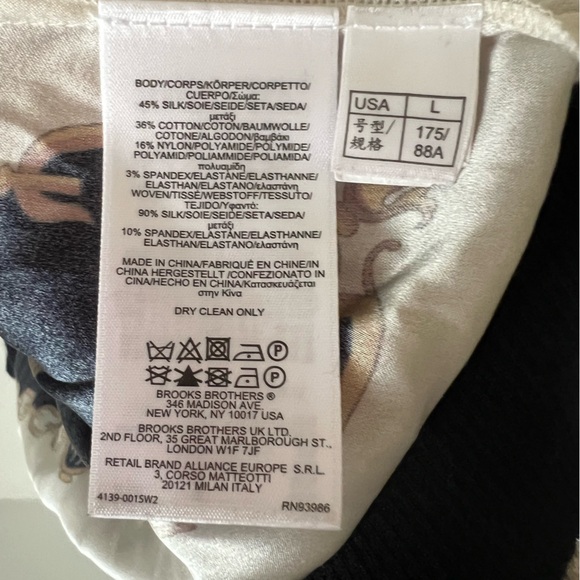 BODY/CORPS/KÖRPER/CORPETTO/
CUERPO/Σώμα:
45% SILK/SOIE/SEIDE/SETA/SEDA/
μετάξι
36% COTTON/COTON/BAUMWOLLE/
COTONE/ALGODON/βαμβάκι
16% NYLON/POLYAMIDE/POLYMIDE/
POLYAMID/POLIAMMIDE/POLIAMIDA/
πολυαμίδη
3% SPANDEX/ELASTANE/ELASTHANNE/
ELASTHAN/ELASTANO/ελαστάνη
WOVEN/TISSÉ/WEBSTOFF/TESSUTO/
TEJIDO/Υφαντό:
90% SILK/SOIE/SEIDE/SETA/SEDA/
μετάξι
10% SPANDEX/ELASTANE/ELASTHANNE/
ELASTHAN/ELASTANO/ελαστάνη
MADE IN CHINA/FABRIQUÉ EN CHINE/IN
CHINA HERGESTELLT /CONFEZIONATO IN
CINA/HECHO EN CHINA/Κατασκευάζεται
στην Κίνα
DRY CLEAN ONLY
P
P
BROOKS BROTHERS ®
346 MADISON AVE.
NEW YORK, NY 10017 USA
BROOKS BROTHERS UK LTD.
2ND FLOOR, 35 GREAT MARLBOROUGH ST.,
LONDON W1F 7JF
RETAIL BRAND ALLIANCE EUROPE S.R.L.
3, CORSO MATTEOTTI
20121 MILAN ITALY
4139-0015W2 RN93986
USA L
号型/ 175/
规格 88A